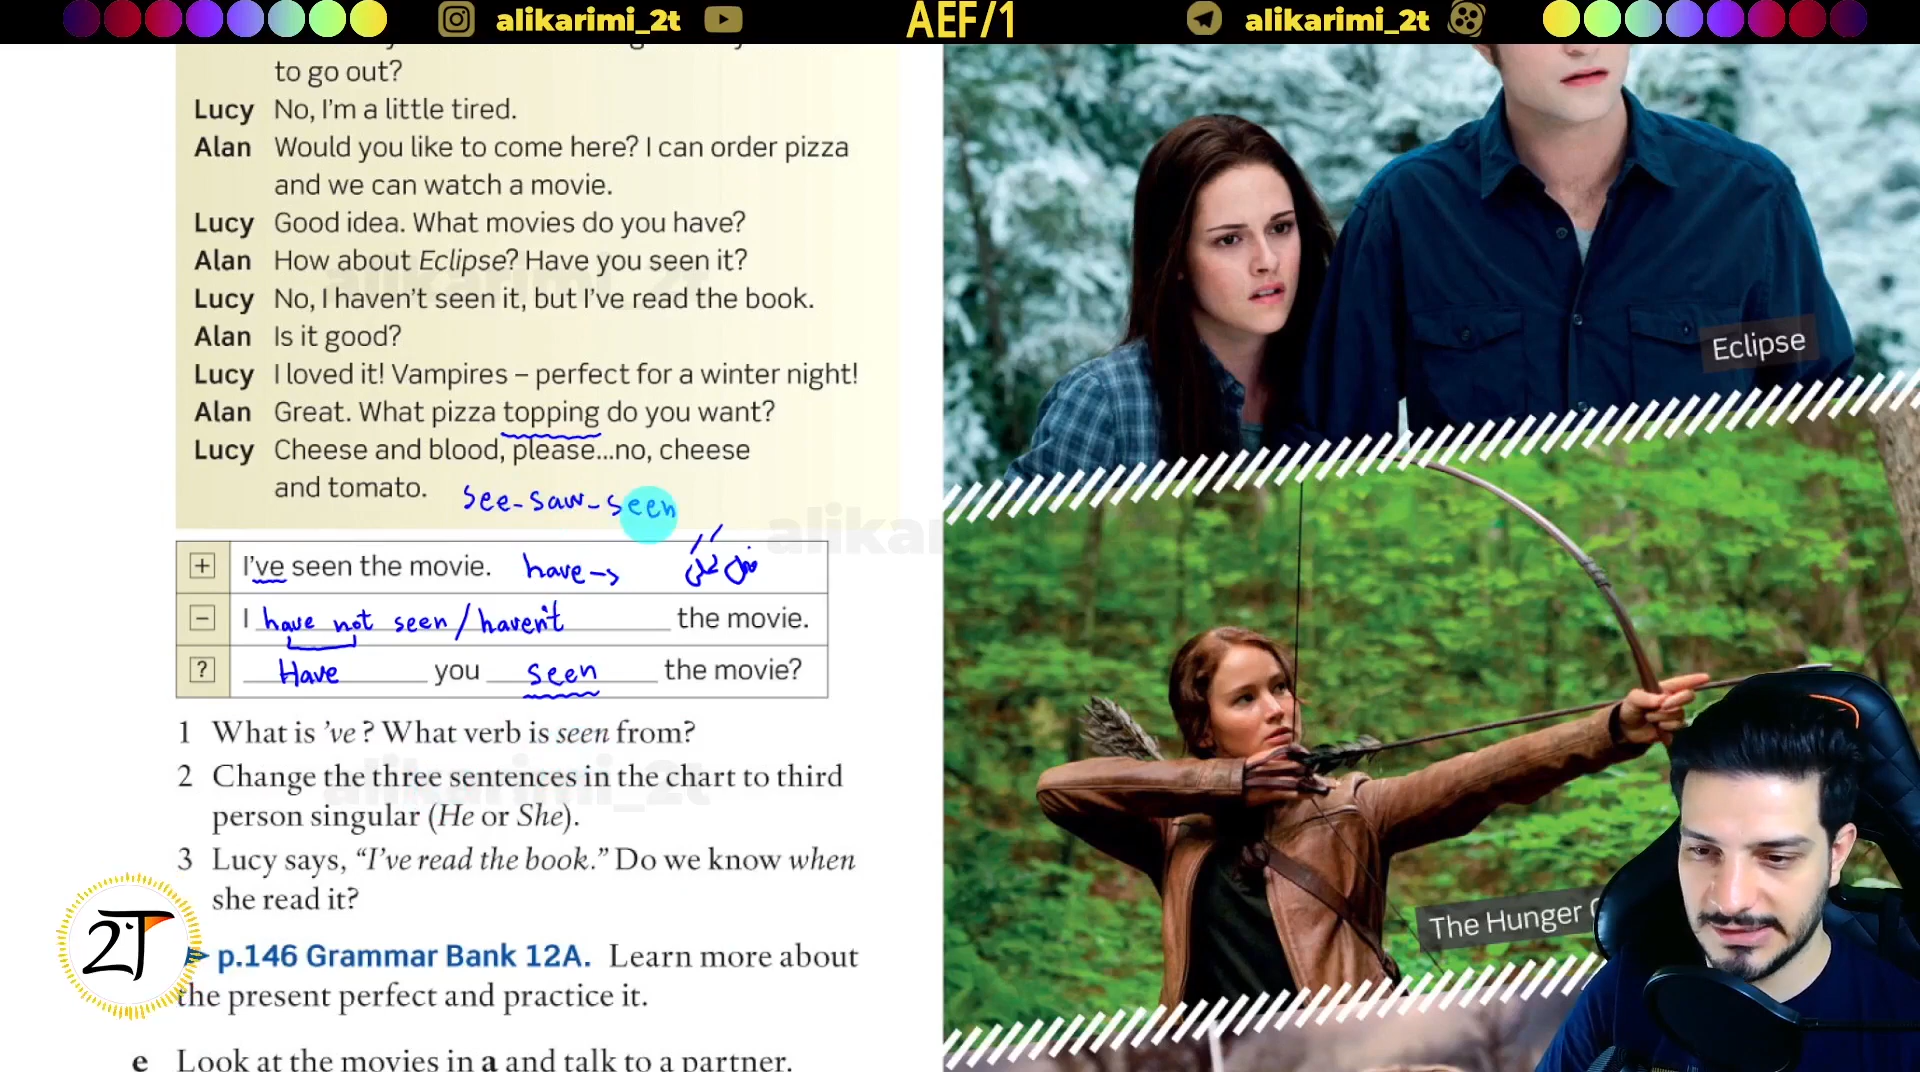 alikarimi_2t
AEF/1
alikarimi_2t
to go out?
Lucy No, I'm a little tired.
Alan Would you like to come here? I can order pizza
and we can watch a movie.
Lucy Good idea. What movies do you have?
Alan How about Eclipse? Have you seen it?
Lucy No, I haven't seen it, but I've read the book.
Alan Is it good?
Lucy I loved it! Vampires – perfect for a winter night!
Alan Great. What pizza topping do you want?
Lucy Cheese and blood, please...no, cheese
and tomato.
see - saw - seen
+ I've seen the movie. have →
− I have not seen / haven't the movie.
? Have you seen the movie?
1 What is 've? What verb is seen from?
2 Change the three sentences in the chart to third
person singular (He or She).
3 Lucy says, “I've read the book.” Do we know when
she read it?
p.146 Grammar Bank 12A. Learn more about
the present perfect and practice it.
e Look at the movies in a and talk to a partner.
Eclipse
The Hunger
2T
alikarimi_2t